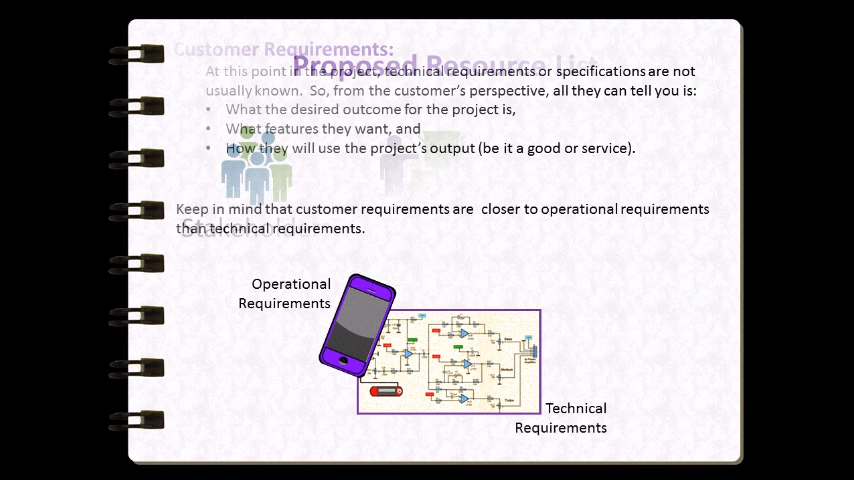 Customer Requirements:
Proposed Resource Lis
At this point in the project, technical requirements or specifications are not
usually known.  So, from the customer's perspective, all they can tell you is:
• What the desired outcome for the project is,
• What features they want, and
• How they will use the project's output (be it a good or service).
Keep in mind that customer requirements are  closer to operational requirements
than technical requirements.
Operational
Requirements
Technical
Requirements